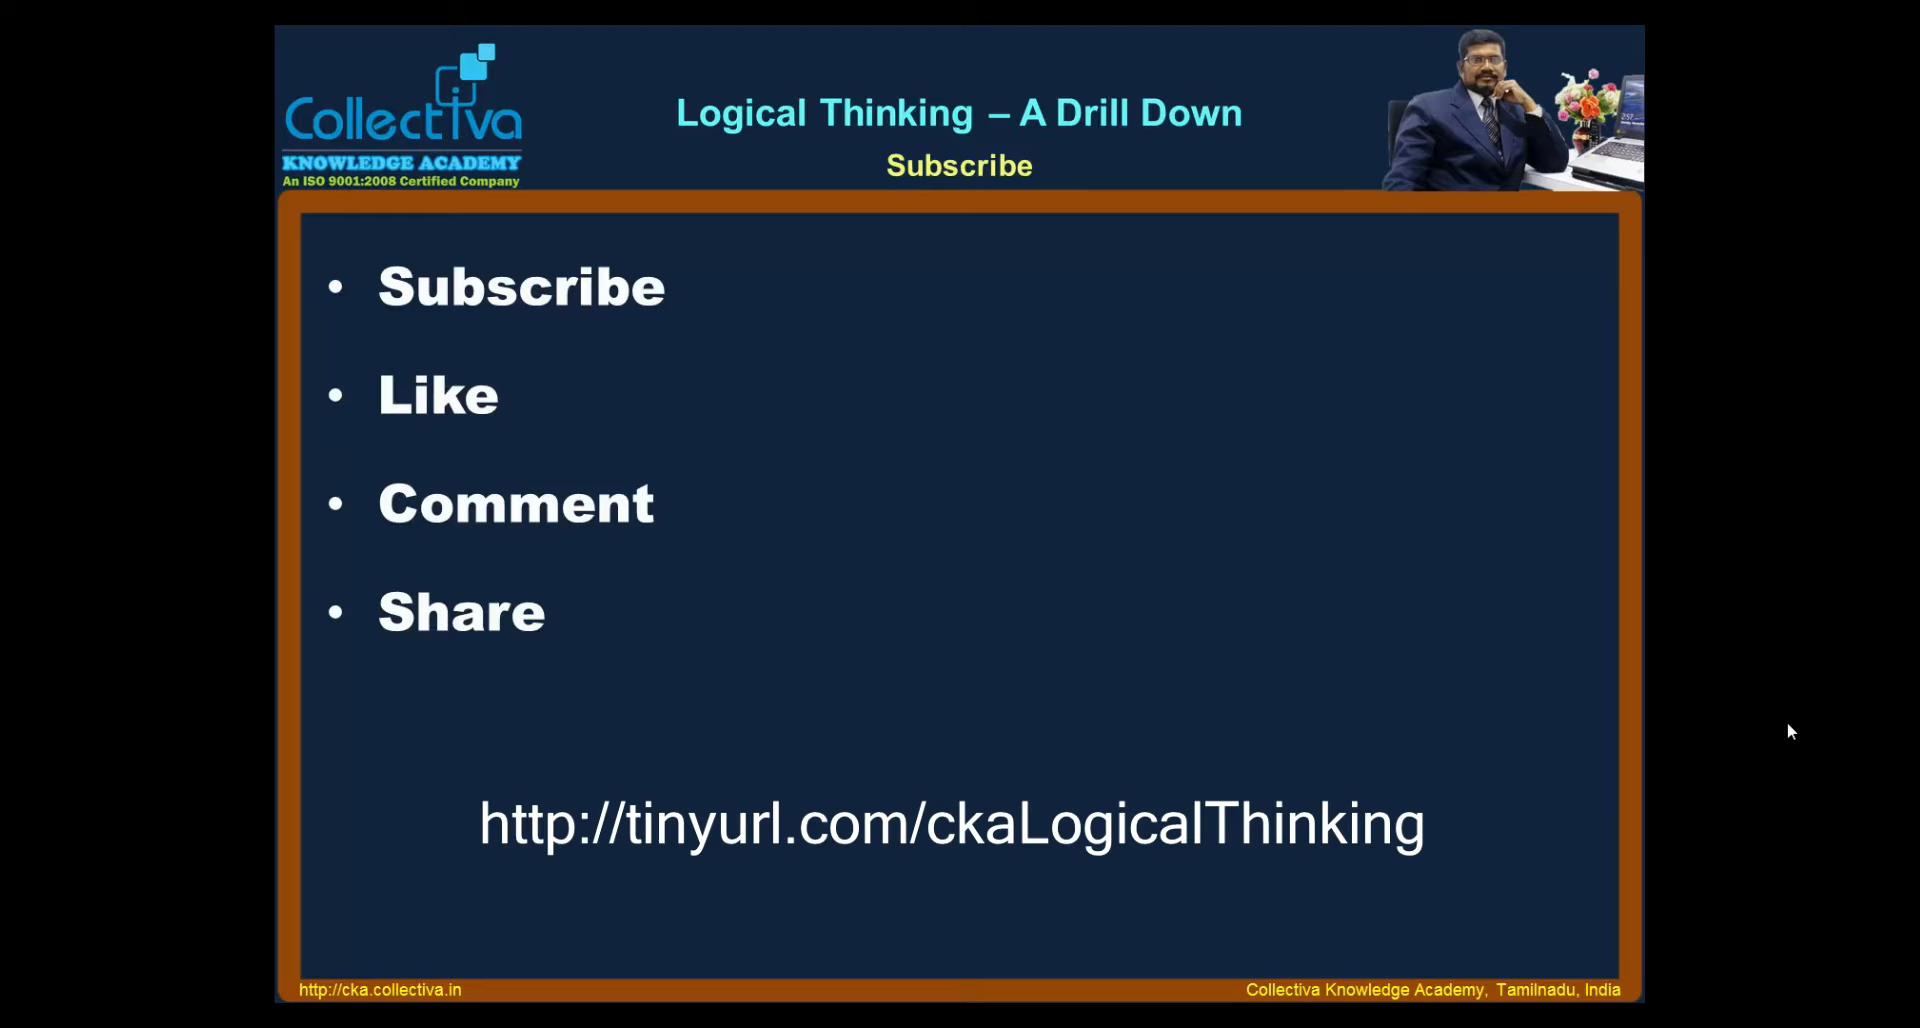 Collectiva
KNOWLEDGE ACADEMY
An ISO 9001:2008 Certified Company
Logical Thinking – A Drill Down
Subscribe
• Subscribe
• Like
• Comment
• Share
http://tinyurl.com/ckaLogicalThinking
http://cka.collectiva.in
Collectiva Knowledge Academy, Tamilnadu, India